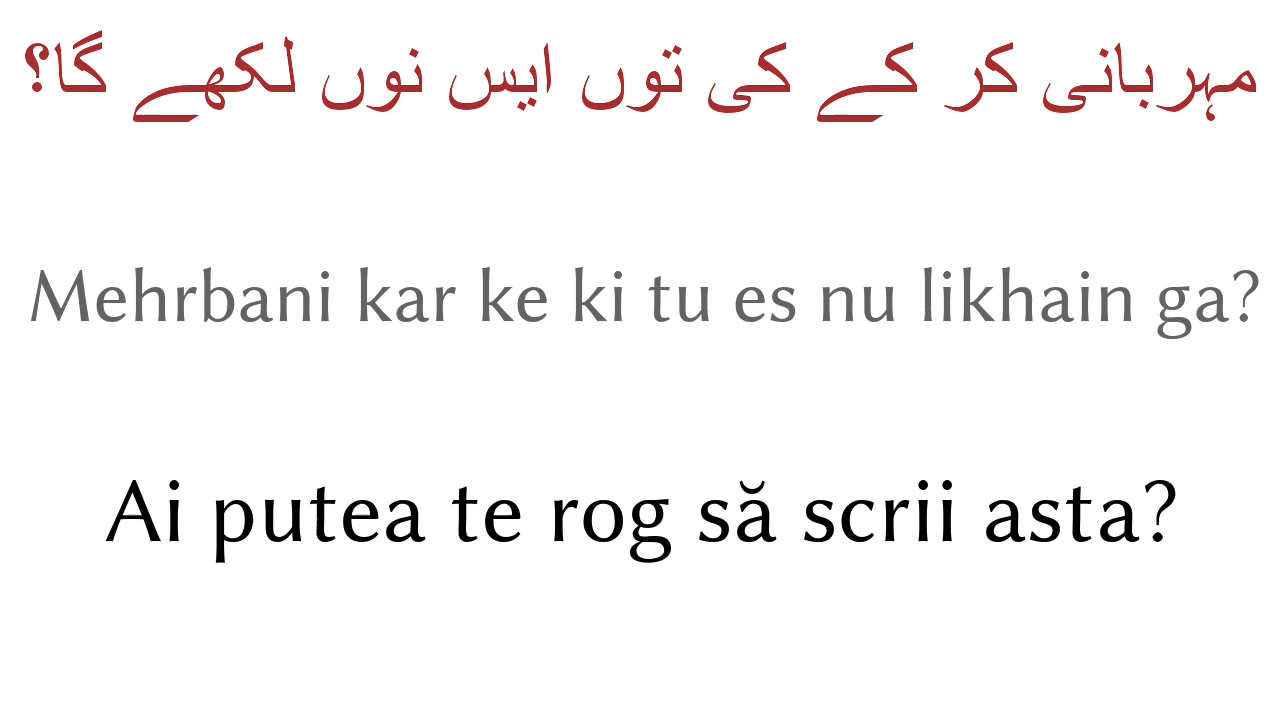 مہربانی کر کے کی توں ایس نوں لکھے گا؟
Mehrbani kar ke ki tu es nu likhain ga?
Ai putea te rog să scrii asta?